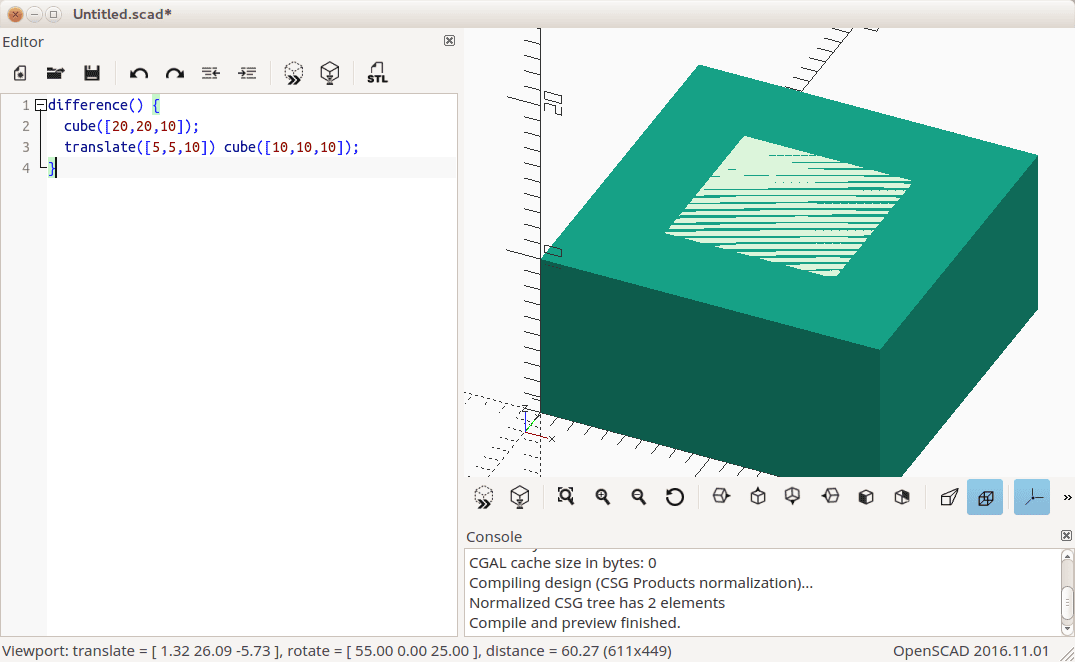 Untitled.scad*
Editor
STL
1 difference() {
2 cube([20,20,10]);
3 translate([5,5,10]) cube([10,10,10]);
4 }
Z
X
Console
CGAL cache size in bytes: 0
Compiling design (CSG Products normalization)...
Normalized CSG tree has 2 elements
Compile and preview finished.
Viewport: translate = [ 1.32 26.09 -5.73 ], rotate = [ 55.00 0.00 25.00 ], distance = 60.27 (611x449)
OpenSCAD 2016.11.01